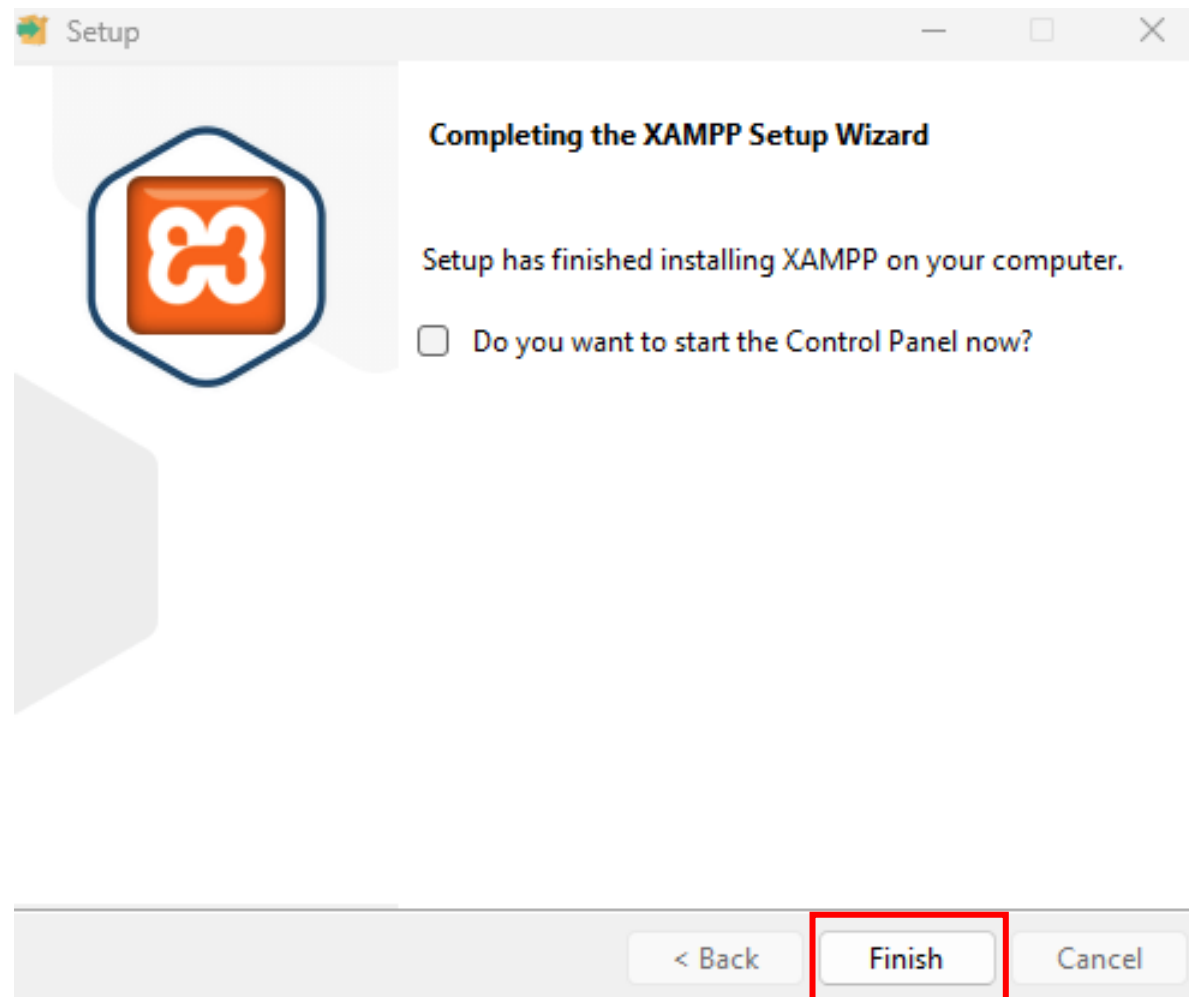 Setup
Completing the XAMPP Setup Wizard
Setup has finished installing XAMPP on your computer.
Do you want to start the Control Panel now?
< Back
Finish
Cancel